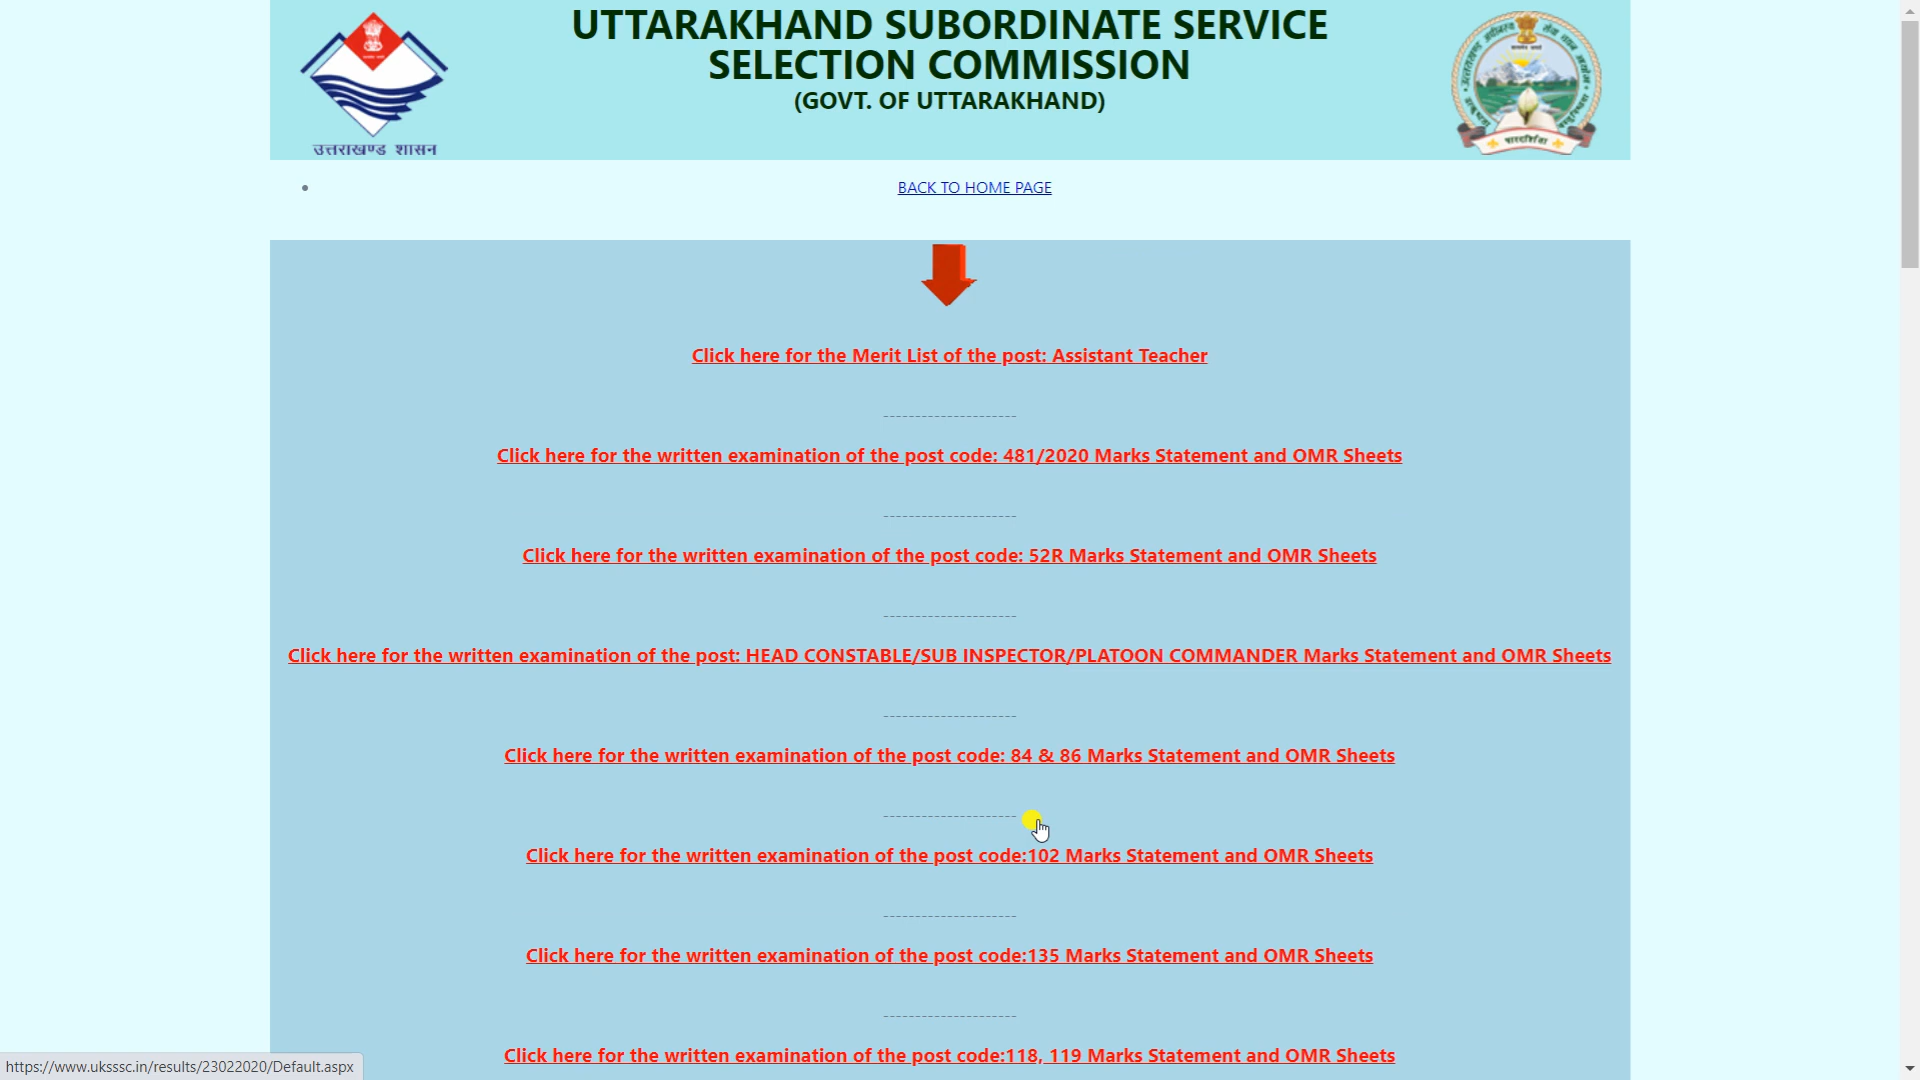 UTTARAKHAND SUBORDINATE SERVICE
SELECTION COMMISSION
(GOVT. OF UTTARAKHAND)
उत्तराखण्ड शासन
पारदर्शिता
BACK TO HOME PAGE
Click here for the Merit List of the post: Assistant Teacher
---------------------
Click here for the written examination of the post code: 481/2020 Marks Statement and OMR Sheets
---------------------
Click here for the written examination of the post code: 52R Marks Statement and OMR Sheets
---------------------
Click here for the written examination of the post: HEAD CONSTABLE/SUB INSPECTOR/PLATOON COMMANDER Marks Statement and OMR Sheets
---------------------
Click here for the written examination of the post code: 84 & 86 Marks Statement and OMR Sheets
---------------------
Click here for the written examination of the post code:102 Marks Statement and OMR Sheets
---------------------
Click here for the written examination of the post code:135 Marks Statement and OMR Sheets
---------------------
Click here for the written examination of the post code:118, 119 Marks Statement and OMR Sheets
https://www.uksssc.in/results/23022020/Default.aspx